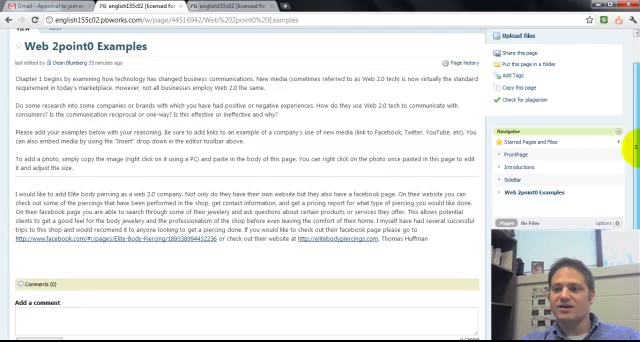 Gmail - Approval to join en
english155c02 [licensed for
english155c02 [licensed for
english155c02.pbworks.com/w/page/44516942/Web%202point0%20Examples
VIEW
Web 2point0 Examples
last edited by Dean Blumberg 35 minutes ago
Page history
Chapter 1 begins by examining how technology has changed business communications. New media (sometimes referred to as Web 2.0 tech) is now virtually the standard
requirement in today's marketplace. However, not all businesses employ Web 2.0 the same.
Do some research into some companies or brands with which you have had positive or negative experiences. How do they use Web 2.0 tech to communicate with
consumers? Is the communication reciprocal or one-way? Is this effective or ineffective and why?
Please add your examples below with your reasoning. Be sure to add links to an example of a company's use of new media (link to Facebook, Twitter, YouTube, etc). You
can also embed media by using the "Insert" drop down in the editor toolbar above.
To add a photo, simply copy the image (right click on it using a PC) and paste in the body of this page. You can right click on the photo once pasted in this page to edit
it and adjust the size.
I would like to add Elite body piercing as a web 2.0 company. Not only do they have their own website but they also have a facebook page. On their website you can
check out some of the piercings that have been performed in the shop, get contact information, and get a pricing report for what type of piercing you would like done.
On their facebook page you are able to search through some of their jewelery and ask questions about certain products or services they offer. This allows potential
clients to get a good feel for the body jewelery and the professionalism of the shop before even leaving the comfort of their home. I myself have had several successful
trips to this shop and would recomend it to anyone looking to get a piercing done. If you would like to check out their facebook page please go to
http://www.facebook.com/#!/pages/Elite-Body-Piercing/189338994452236 or check out their website at http://elitebodypiercings.com. Thomas Huffman
Comments (0)
Add a comment
Upload files
Share this page
Put this page in a folder
Add Tags
Copy this page
Check for plagiarism
Navigator
Starred Pages and Files
FrontPage
Introductions
SideBar
Web 2point0 Examples
Pages
No Files
options